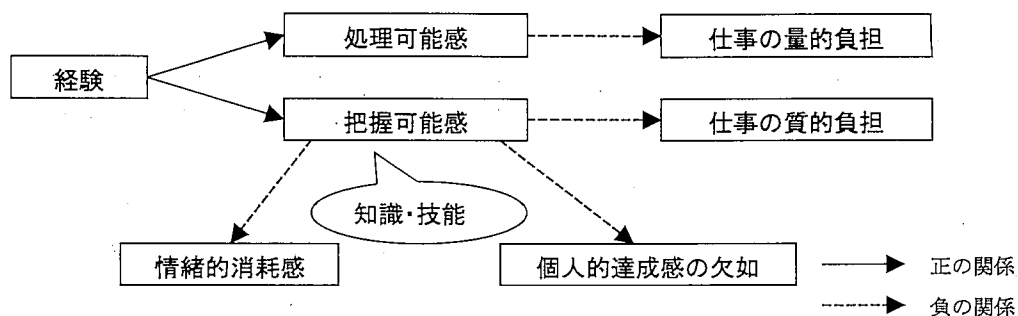 処理可能感
仕事の量的負担
経験
把握可能感
仕事の質的負担
知識・技能
情緒的消耗感
個人的達成感の欠如
正の関係
負の関係